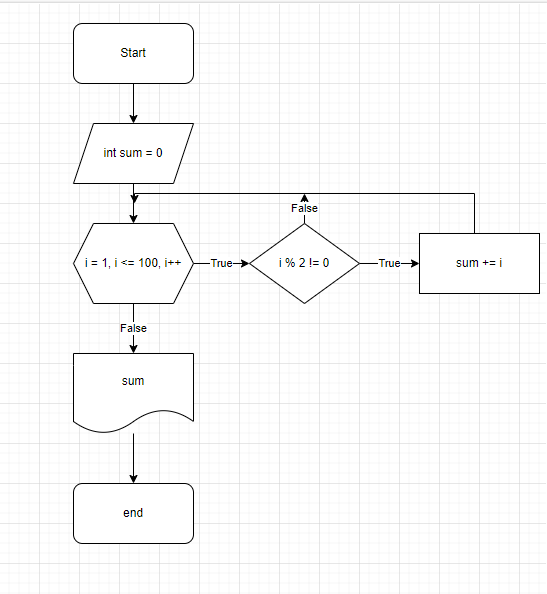 Start
int sum = 0
False
i = 1, i <= 100, i++
True
i % 2 != 0
True
sum += i
False
sum
end